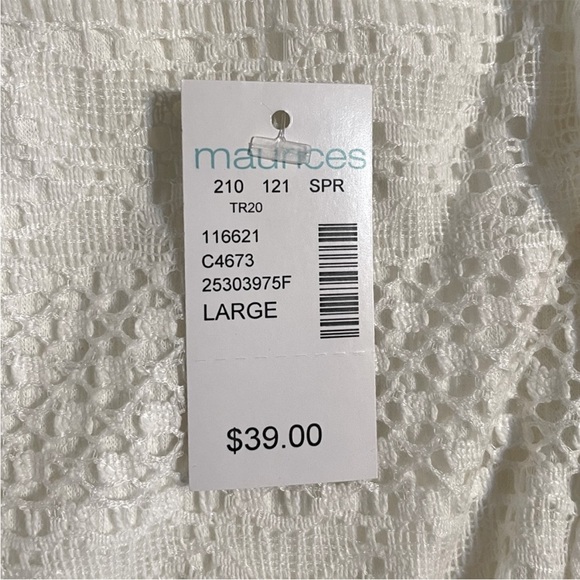 maurices
210 121 SPR
TR20
116621
C4673
25303975F
LARGE
$39.00